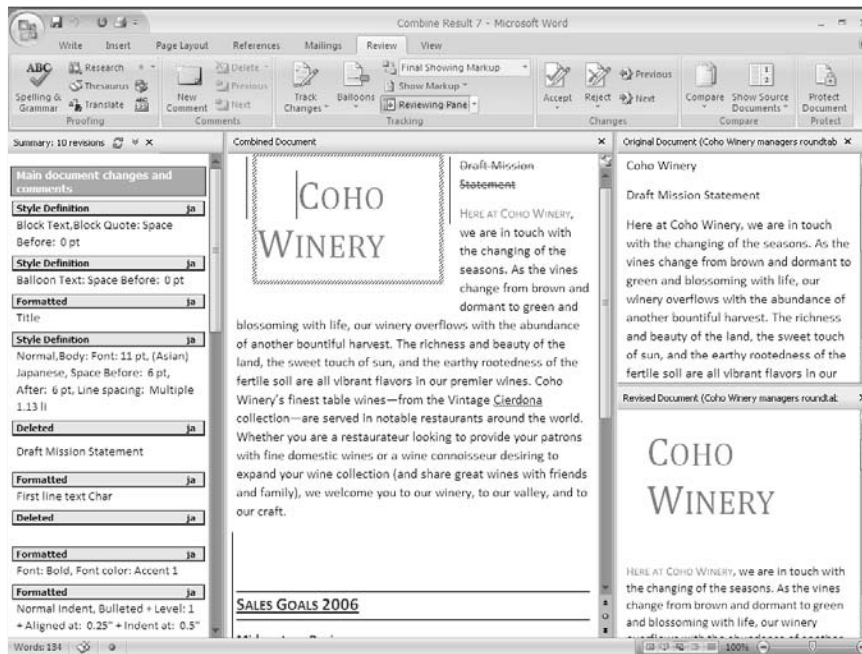 Combine Result 7 - Microsoft Word
Write Insert Page Layout References Mailings Review View
ABC
Spelling & Grammar
Research
Thesaurus
Translate
Proofing
New Comment
Delete
Previous
Next
Comments
Track Changes
Balloons
Final Showing Markup
Show Markup
Reviewing Pane
Tracking
Accept
Reject
Previous
Next
Changes
Compare
Show Source Documents
Compare
Protect Document
Protect
Summary: 10 revisions
Main document changes and
comments
Style Definition ja
Block Text,Block Quote: Space
Before: 0 pt
Style Definition ja
Balloon Text: Space Before: 0 pt
Formatted ja
Title
Style Definition ja
Normal,Body: Font: 11 pt, (Asian)
Japanese, Space Before: 6 pt,
After: 6 pt, Line spacing: Multiple
1.13 li
Deleted ja
Draft Mission Statement
Formatted ja
First line text Char
Deleted ja
Formatted ja
Font: Bold, Font color: Accent 1
Formatted ja
Normal Indent, Bulleted + Level: 1
+ Aligned at: 0.25" + Indent at: 0.5"
Combined Document
COHO
WINERY
Draft Mission
Statement
HERE AT COHO WINERY,
we are in touch with
the changing of the
seasons. As the vines
change from brown and
dormant to green and
blossoming with life, our winery overflows with the abundance
of another bountiful harvest. The richness and beauty of the
land, the sweet touch of sun, and the earthy rootedness of the
fertile soil are all vibrant flavors in our premier wines. Coho
Winery's finest table wines—from the Vintage Cierdona
collection—are served in notable restaurants around the world.
Whether you are a restaurateur looking to provide your patrons
with fine domestic wines or a wine connoisseur desiring to
expand your wine collection (and share great wines with friends
and family), we welcome you to our winery, to our valley, and to
our craft.
SALES GOALS 2006
Original Document (Coho Winery managers roundtab
Coho Winery
Draft Mission Statement
Here at Coho Winery, we are in touch
with the changing of the seasons. As the
vines change from brown and dormant to
green and blossoming with life, our
winery overflows with the abundance of
another bountiful harvest. The richness
and beauty of the land, the sweet touch
of sun, and the earthy rootedness of the
fertile soil are all vibrant flavors in our
Revised Document (Coho Winery managers roundtab
COHO
WINERY
HERE AT COHO WINERY, we are in touch with
the changing of the seasons. As the vines
change from brown and dormant to green
and blossoming with life, our winery
overflows with the abundance of another
Words: 134
100%